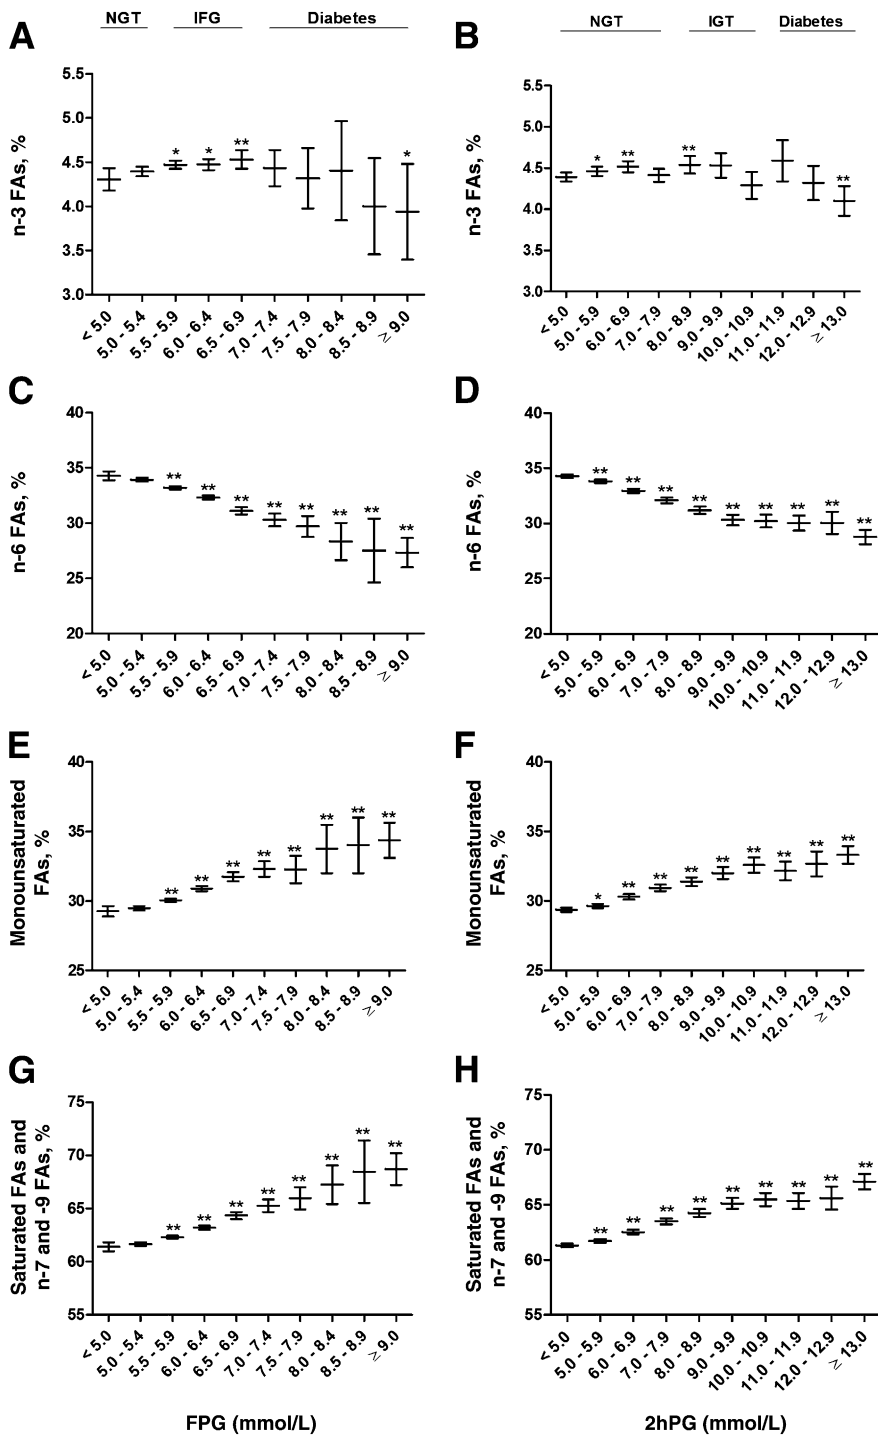 NGT IFG Diabetes
NGT IGT Diabetes
A
n-3 FAs, %
5.5
5.0
4.5
4.0
3.5
3.0
* * ** *
< 5.0
5.0 - 5.4
5.5 - 5.9
6.0 - 6.4
6.5 - 6.9
7.0 - 7.4
7.5 - 7.9
8.0 - 8.4
8.5 - 8.9
≥ 9.0
B
n-3 FAs, %
5.5
5.0
4.5
4.0
3.5
3.0
* ** ** **
< 5.0
5.0 - 5.9
6.0 - 6.9
7.0 - 7.9
8.0 - 8.9
9.0 - 9.9
10.0 - 10.9
11.0 - 11.9
12.0 - 12.9
≥ 13.0
C
n-6 FAs, %
40
35
30
25
20
** ** ** ** ** ** ** **
< 5.0
5.0 - 5.4
5.5 - 5.9
6.0 - 6.4
6.5 - 6.9
7.0 - 7.4
7.5 - 7.9
8.0 - 8.4
8.5 - 8.9
≥ 9.0
D
n-6 FAs, %
40
35
30
25
20
** ** ** ** ** ** ** ** **
< 5.0
5.0 - 5.9
6.0 - 6.9
7.0 - 7.9
8.0 - 8.9
9.0 - 9.9
10.0 - 10.9
11.0 - 11.9
12.0 - 12.9
≥ 13.0
E
Monounsaturated
FAs, %
40
35
30
25
** ** ** ** ** ** ** **
< 5.0
5.0 - 5.4
5.5 - 5.9
6.0 - 6.4
6.5 - 6.9
7.0 - 7.4
7.5 - 7.9
8.0 - 8.4
8.5 - 8.9
≥ 9.0
F
Monounsaturated
FAs, %
40
35
30
25
* ** ** ** ** ** ** ** **
< 5.0
5.0 - 5.9
6.0 - 6.9
7.0 - 7.9
8.0 - 8.9
9.0 - 9.9
10.0 - 10.9
11.0 - 11.9
12.0 - 12.9
≥ 13.0
G
Saturated FAs and
n-7 and -9 FAs, %
75
70
65
60
55
** ** ** ** ** ** ** **
< 5.0
5.0 - 5.4
5.5 - 5.9
6.0 - 6.4
6.5 - 6.9
7.0 - 7.4
7.5 - 7.9
8.0 - 8.4
8.5 - 8.9
≥ 9.0
FPG (mmol/L)
H
Saturated FAs and
n-7 and -9 FAs, %
75
70
65
60
55
** ** ** ** ** ** ** ** **
< 5.0
5.0 - 5.9
6.0 - 6.9
7.0 - 7.9
8.0 - 8.9
9.0 - 9.9
10.0 - 10.9
11.0 - 11.9
12.0 - 12.9
≥ 13.0
2hPG (mmol/L)